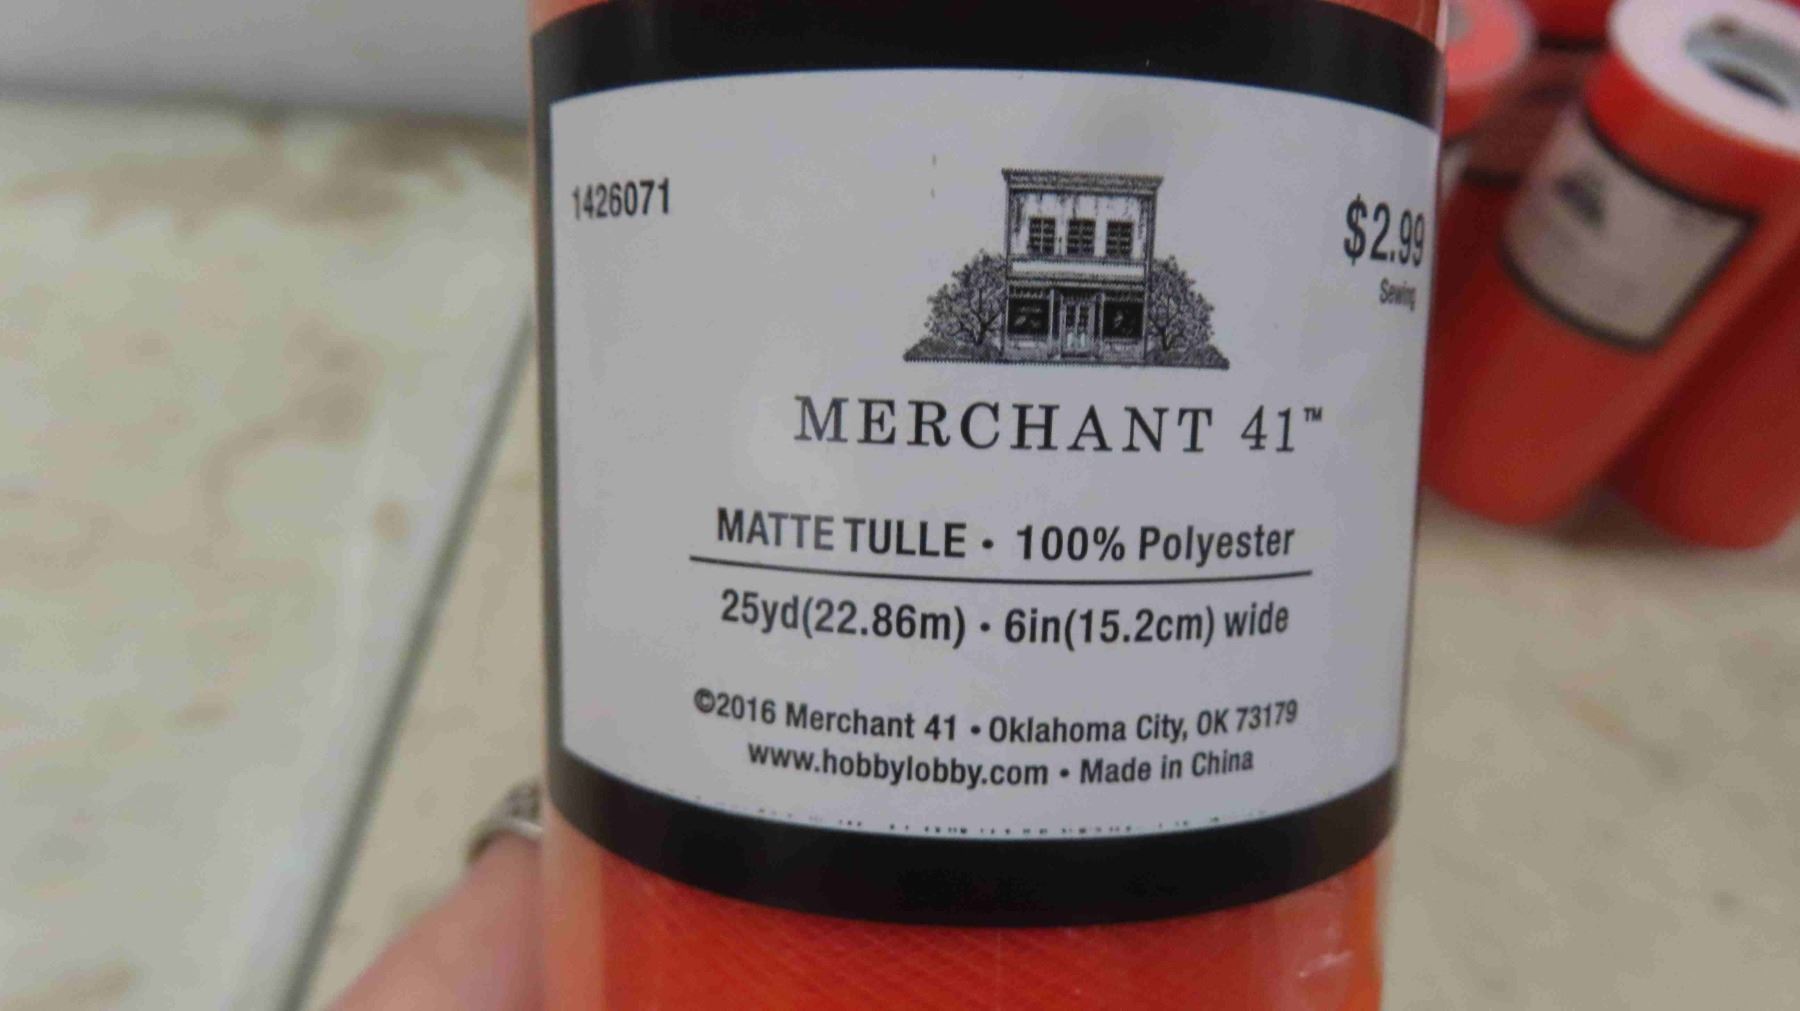 1426071
$2.99
Sewing
MERCHANT 41™
MATTE TULLE • 100% Polyester
25yd(22.86m) • 6in(15.2cm) wide
©2016 Merchant 41 • Oklahoma City, OK 73179
www.hobbylobby.com • Made in China